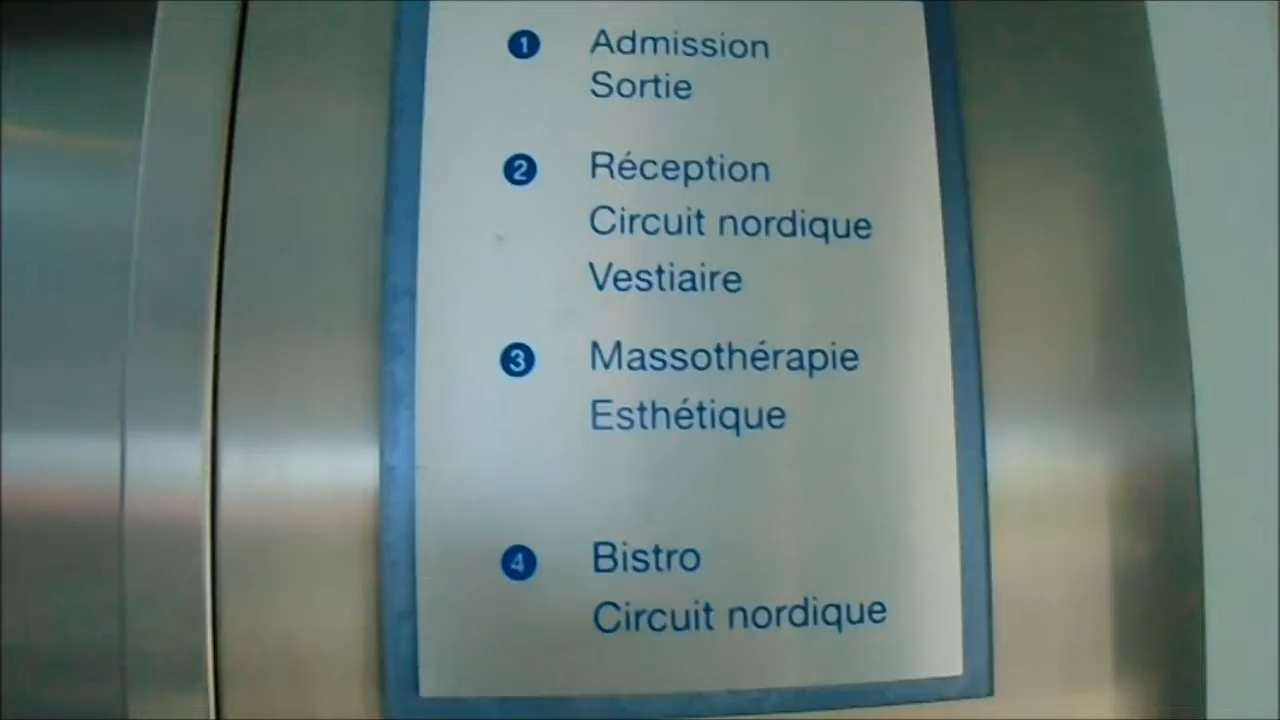 1 Admission
Sortie
2 Réception
Circuit nordique
Vestiaire
3 Massothérapie
Esthétique
4 Bistro
Circuit nordique